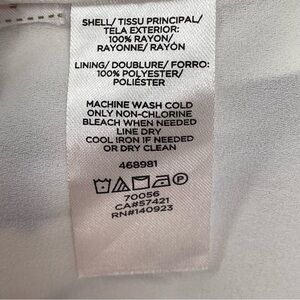 SHELL/ TISSU PRINCIPAL/
TELA EXTERIOR:
100% RAYON/
RAYONNE/ RAYÓN
LINING/ DOUBLURE/ FORRO:
100% POLYESTER/
POLIÉSTER
MACHINE WASH COLD
ONLY NON-CHLORINE
BLEACH WHEN NEEDED
LINE DRY
COOL IRON IF NEEDED
OR DRY CLEAN
468981
P
70056
CA#57421
RN#140923